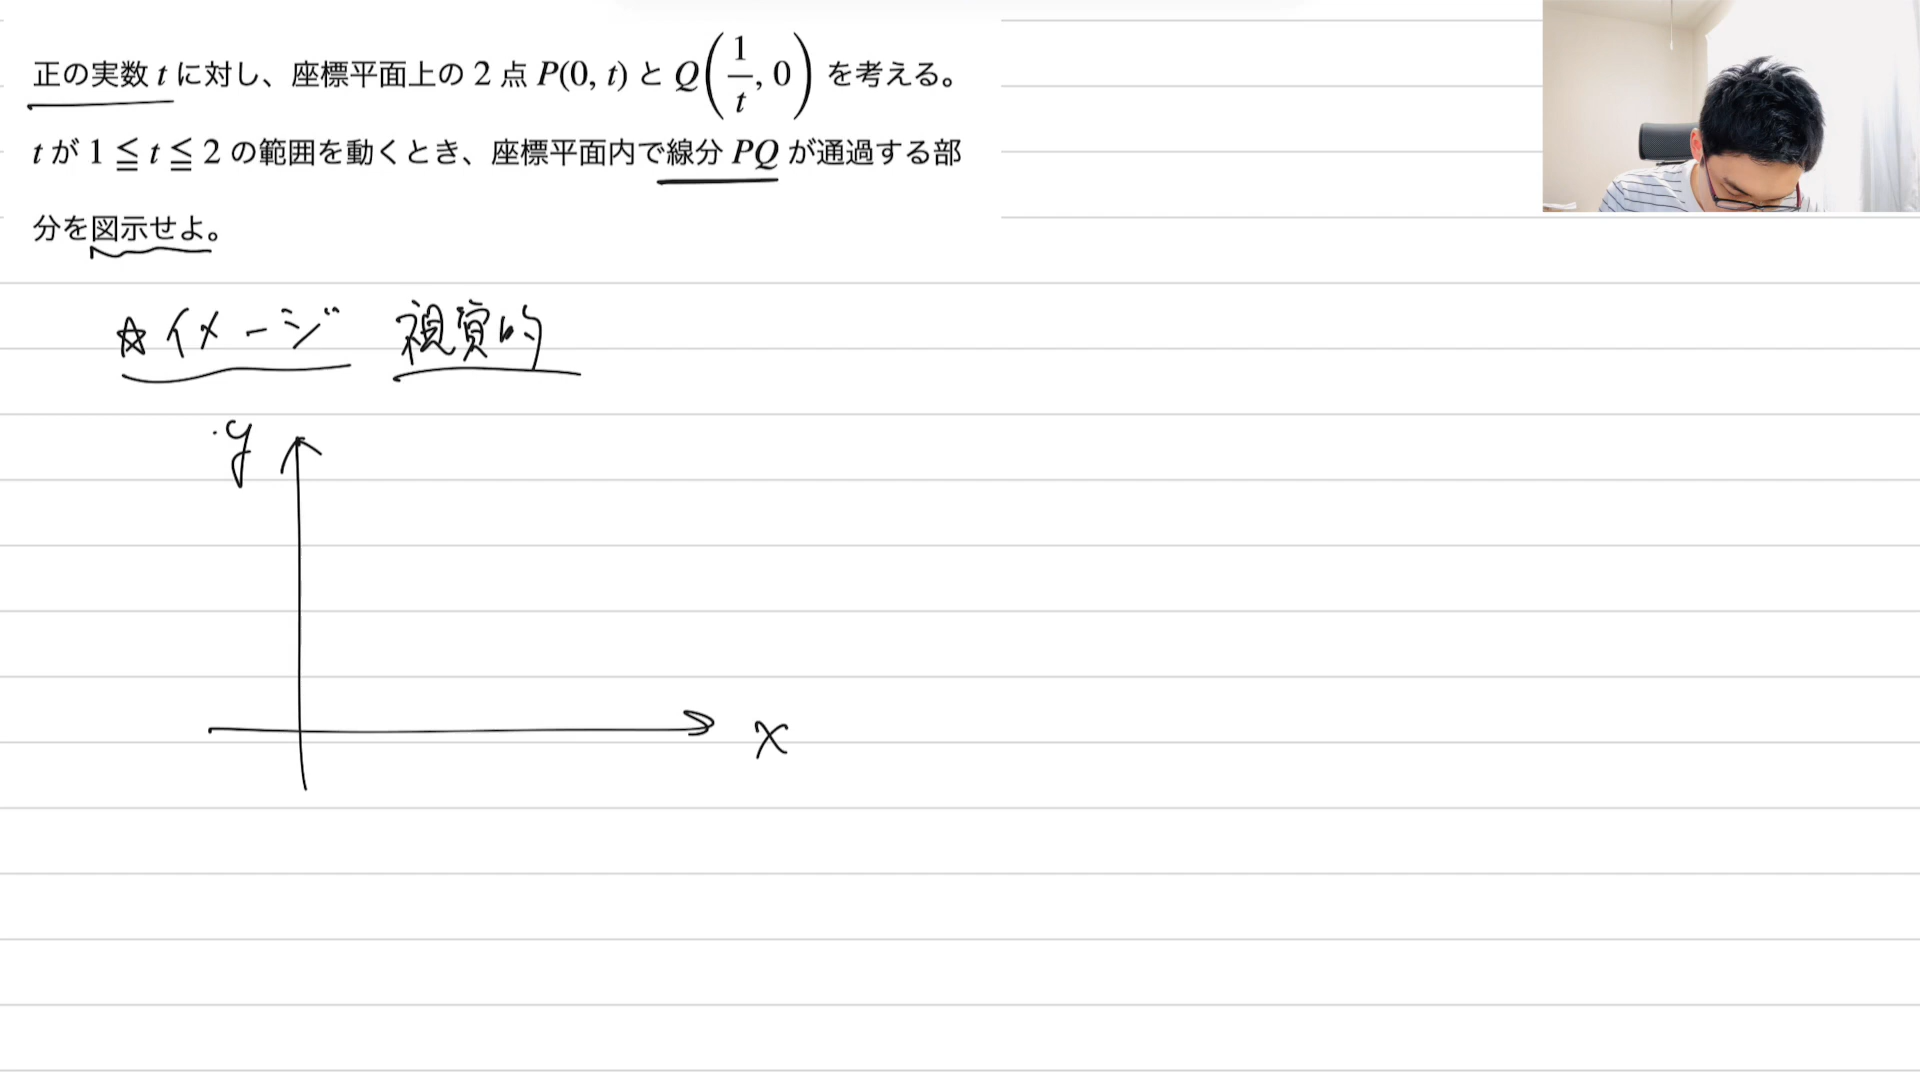 正の実数 t に対し、座標平面上の 2 点 P(0, t) と Q(1/t, 0) を考える。
t が 1 ≦ t ≦ 2 の範囲を動くとき、座標平面内で線分 PQ が通過する部
分を図示せよ。
☆イメージ 視覚的
y
x